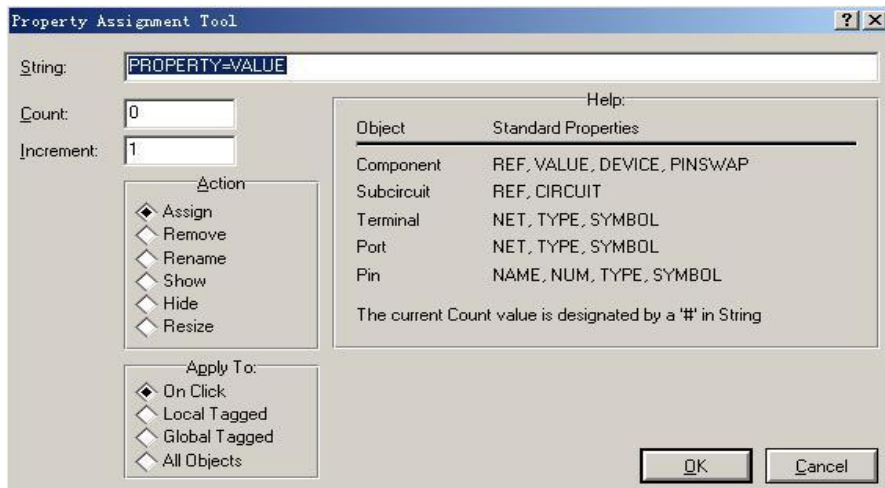 Property Assignment Tool
String: PROPERTY=VALUE
Count: 0
Increment: 1
Action
Assign
Remove
Rename
Show
Hide
Resize
Apply To:
On Click
Local Tagged
Global Tagged
All Objects
Help:
Object Standard Properties
Component REF, VALUE, DEVICE, PINSWAP
Subcircuit REF, CIRCUIT
Terminal NET, TYPE, SYMBOL
Port NET, TYPE, SYMBOL
Pin NAME, NUM, TYPE, SYMBOL
The current Count value is designated by a '#' in String
OK Cancel